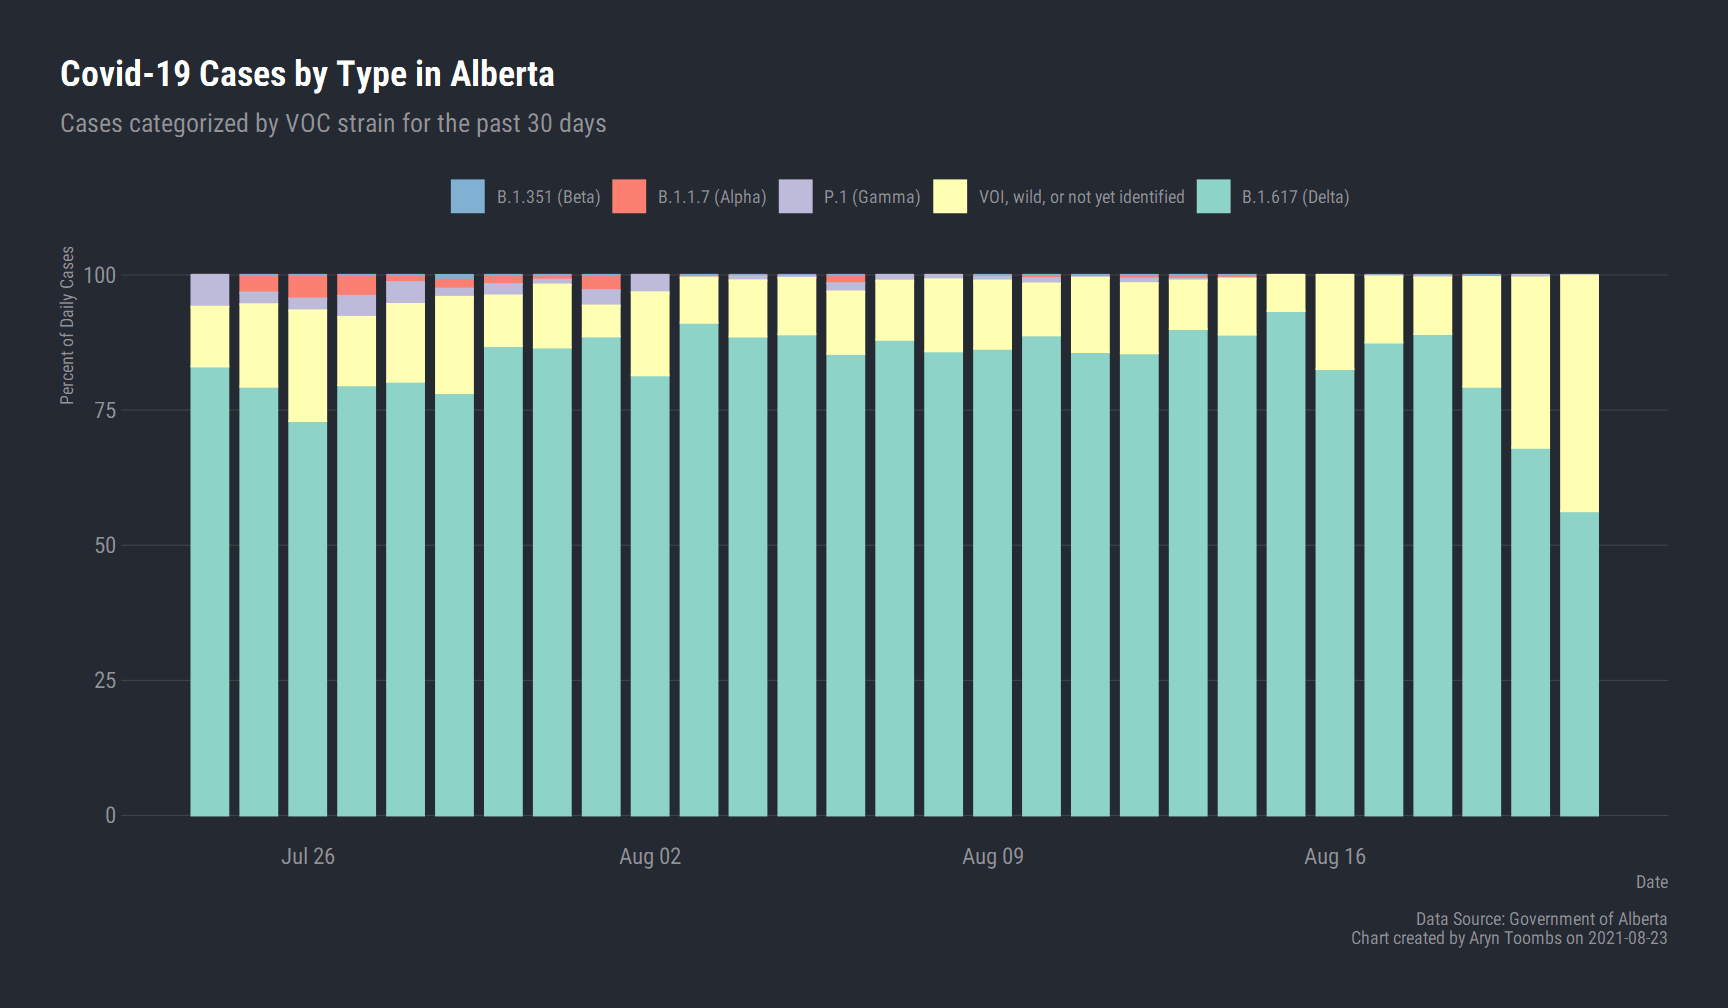 Covid-19 Cases by Type in Alberta
Cases categorized by VOC strain for the past 30 days
B.1.351 (Beta) B.1.1.7 (Alpha) P.1 (Gamma) VOI, wild, or not yet identified B.1.617 (Delta)
Percent of Daily Cases
100
75
50
25
0
Jul 26 Aug 02 Aug 09 Aug 16
Date
Data Source: Government of Alberta
Chart created by Aryn Toombs on 2021-08-23